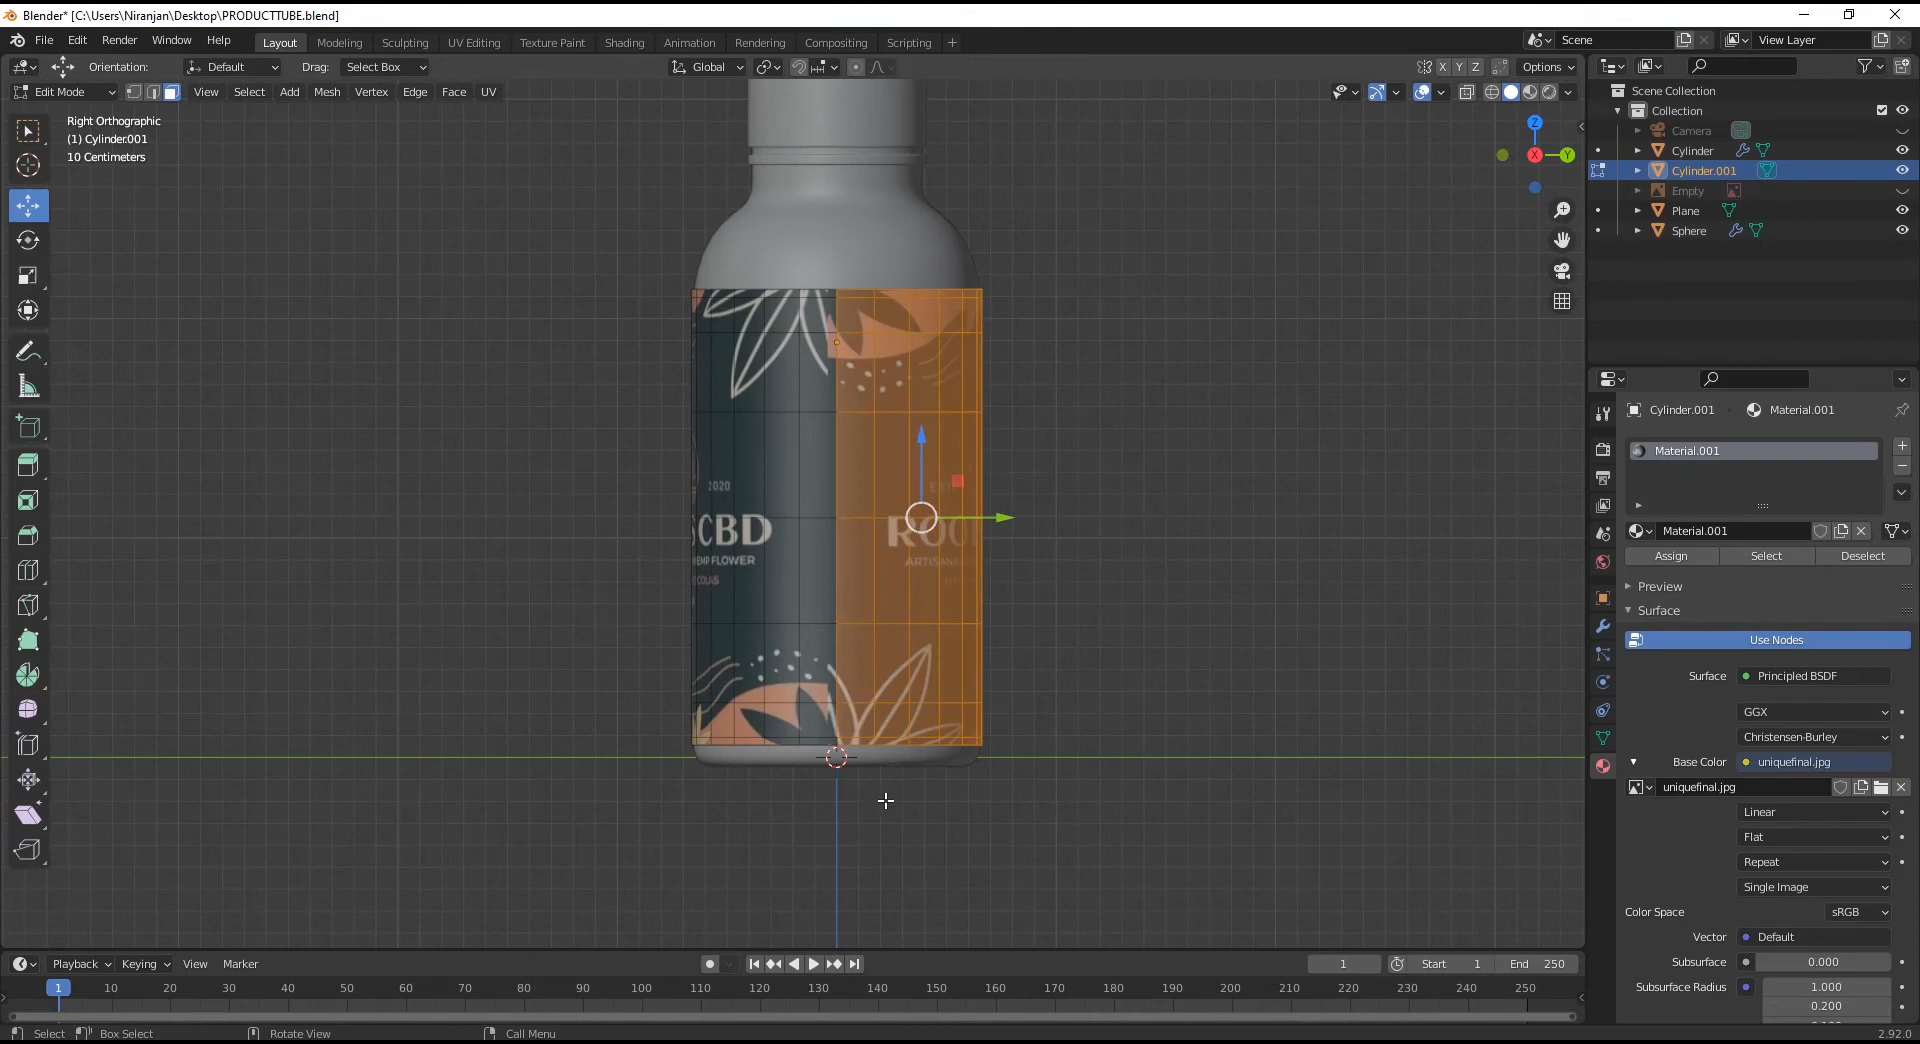 Blender* [C:\Users\Niranjan\Desktop\PRODUCTTUBE.blend]
File Edit Render Window Help
Layout Modeling Sculpting UV Editing Texture Paint Shading Animation Rendering Compositing Scripting +
Scene
View Layer
Orientation: Default Drag: Select Box
Global
X Y Z Options
Edit Mode View Select Add Mesh Vertex Edge Face UV
Right Orthographic
(1) Cylinder.001
10 Centimeters
Z
X
Y
2020
CBD
HEMP FLOWER
ROO
ARTISAN
Scene Collection
Collection
Camera
Cylinder
Cylinder.001
Empty
Plane
Sphere
Cylinder.001 Material.001
Material.001
Material.001
Assign Select Deselect
Preview
Surface
Use Nodes
Surface Principled BSDF
GGX
Christensen-Burley
Base Color uniquefinal.jpg
uniquefinal.jpg
Linear
Flat
Repeat
Single Image
Color Space sRGB
Vector Default
Subsurface 0.000
Subsurface Radius 1.000
0.200
Playback Keying View Marker
1 Start 1 End 250
1 10 20 30 40 50 60 70 80 90 100 110 120 130 140 150 160 170 180 190 200 210 220 230 240 250
Select Box Select Rotate View Call Menu
2.92.0